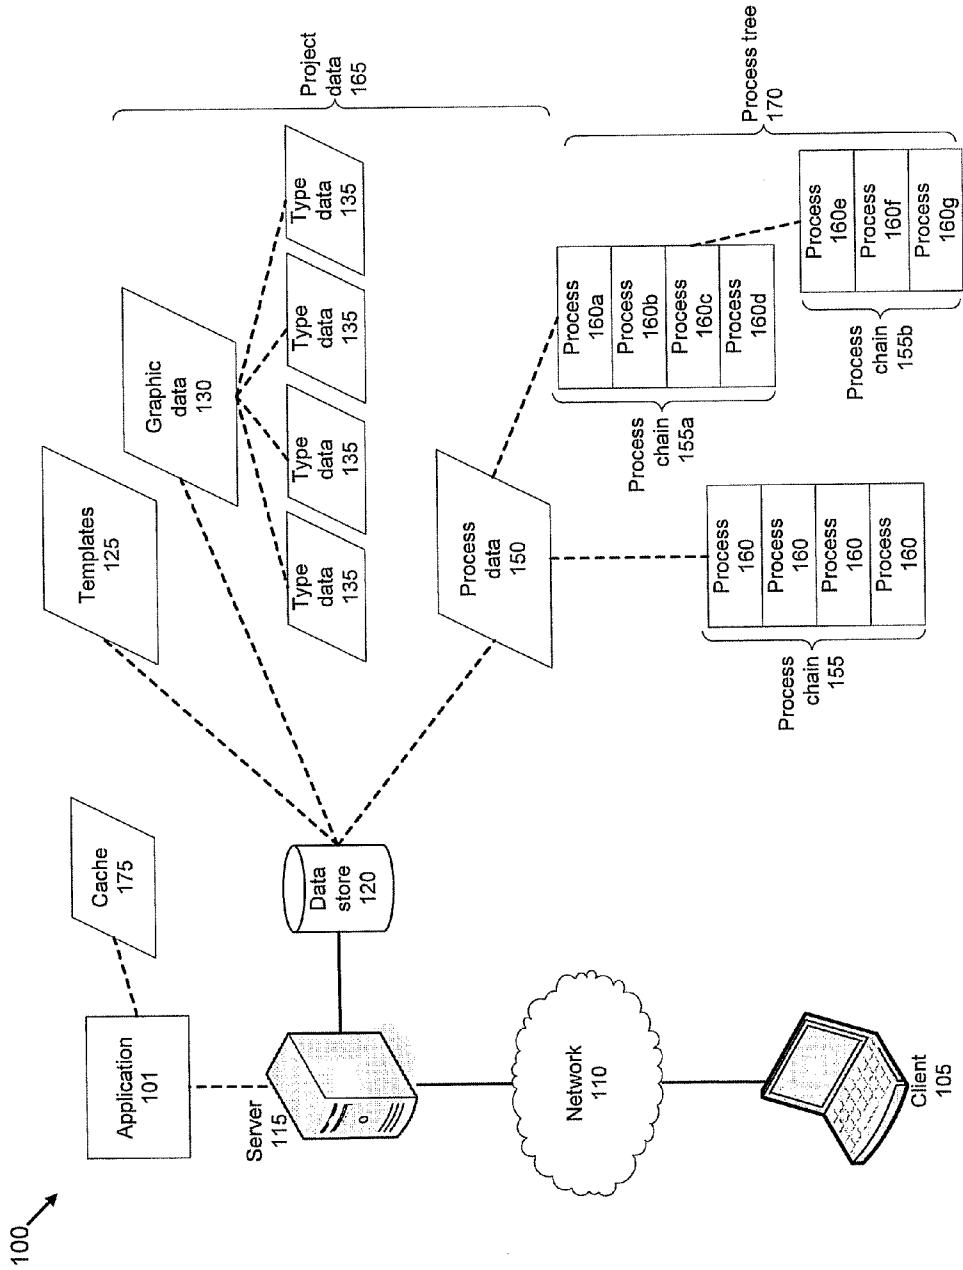 100
Application
101
Cache
175
Server
115
Data
store
120
Network
110
Client
105
Templates
125
Graphic
data
130
Type
data
135
Type
data
135
Type
data
135
Type
data
135
Project
data
165
Process
data
150
Process
chain
155
Process
160
Process
160
Process
160
Process
160
Process
chain
155a
Process
160a
Process
160b
Process
160c
Process
160d
Process
chain 155b
Process
160e
Process
160f
Process
160g
Process tree
170